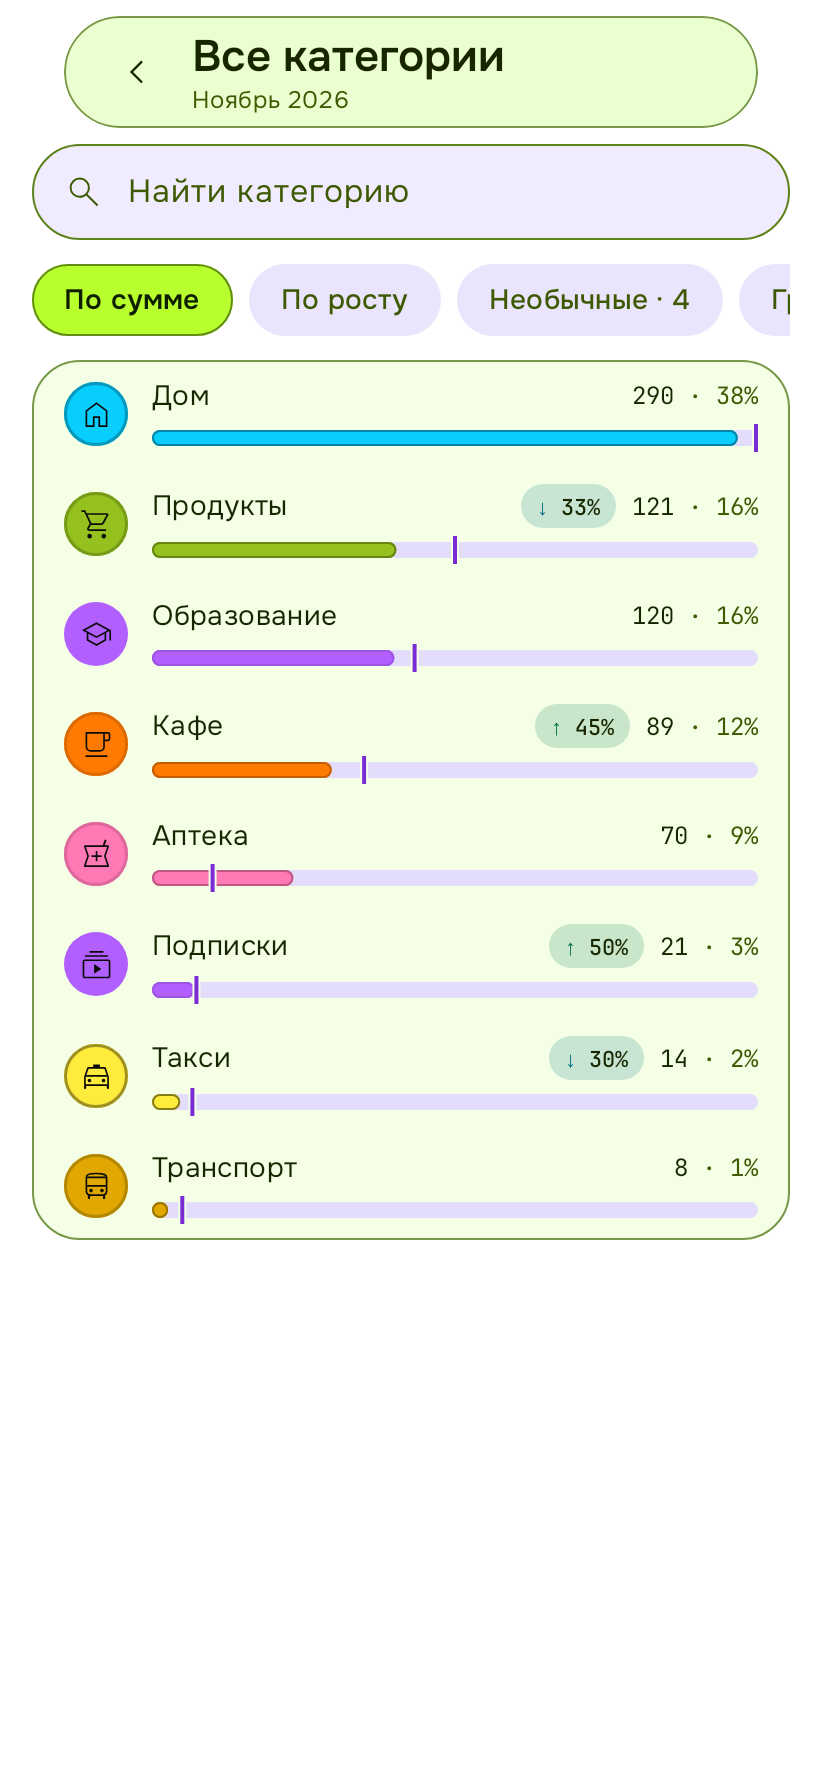 Все категории
Ноябрь 2026
Найти категорию
По сумме
По росту
Необычные · 4
Дом
290 · 38%
Продукты
↓ 33%
121 · 16%
Образование
120 · 16%
Кафе
↑ 45%
89 · 12%
Аптека
70 · 9%
Подписки
↑ 50%
21 · 3%
Такси
↓ 30%
14 · 2%
Транспорт
8 · 1%